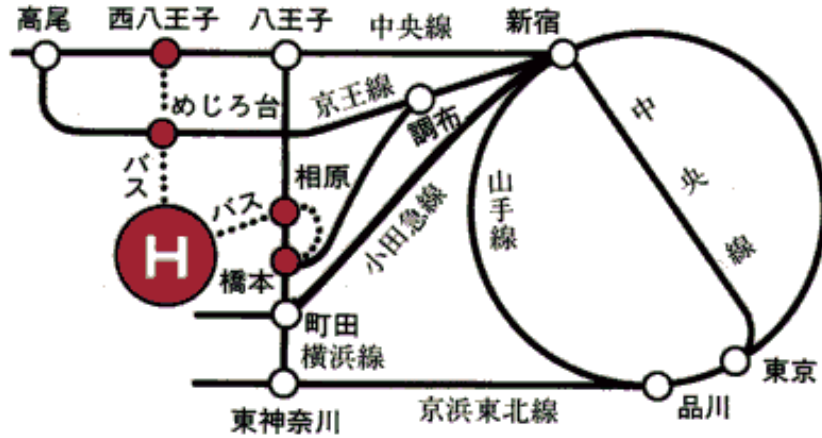 高尾
西八王子
八王子
中央線
新宿
めじろ台
京王線
調布
中央線
バス
相原
バス
山手線
小田急線
H
橋本
町田
横浜線
東京
東神奈川
京浜東北線
品川